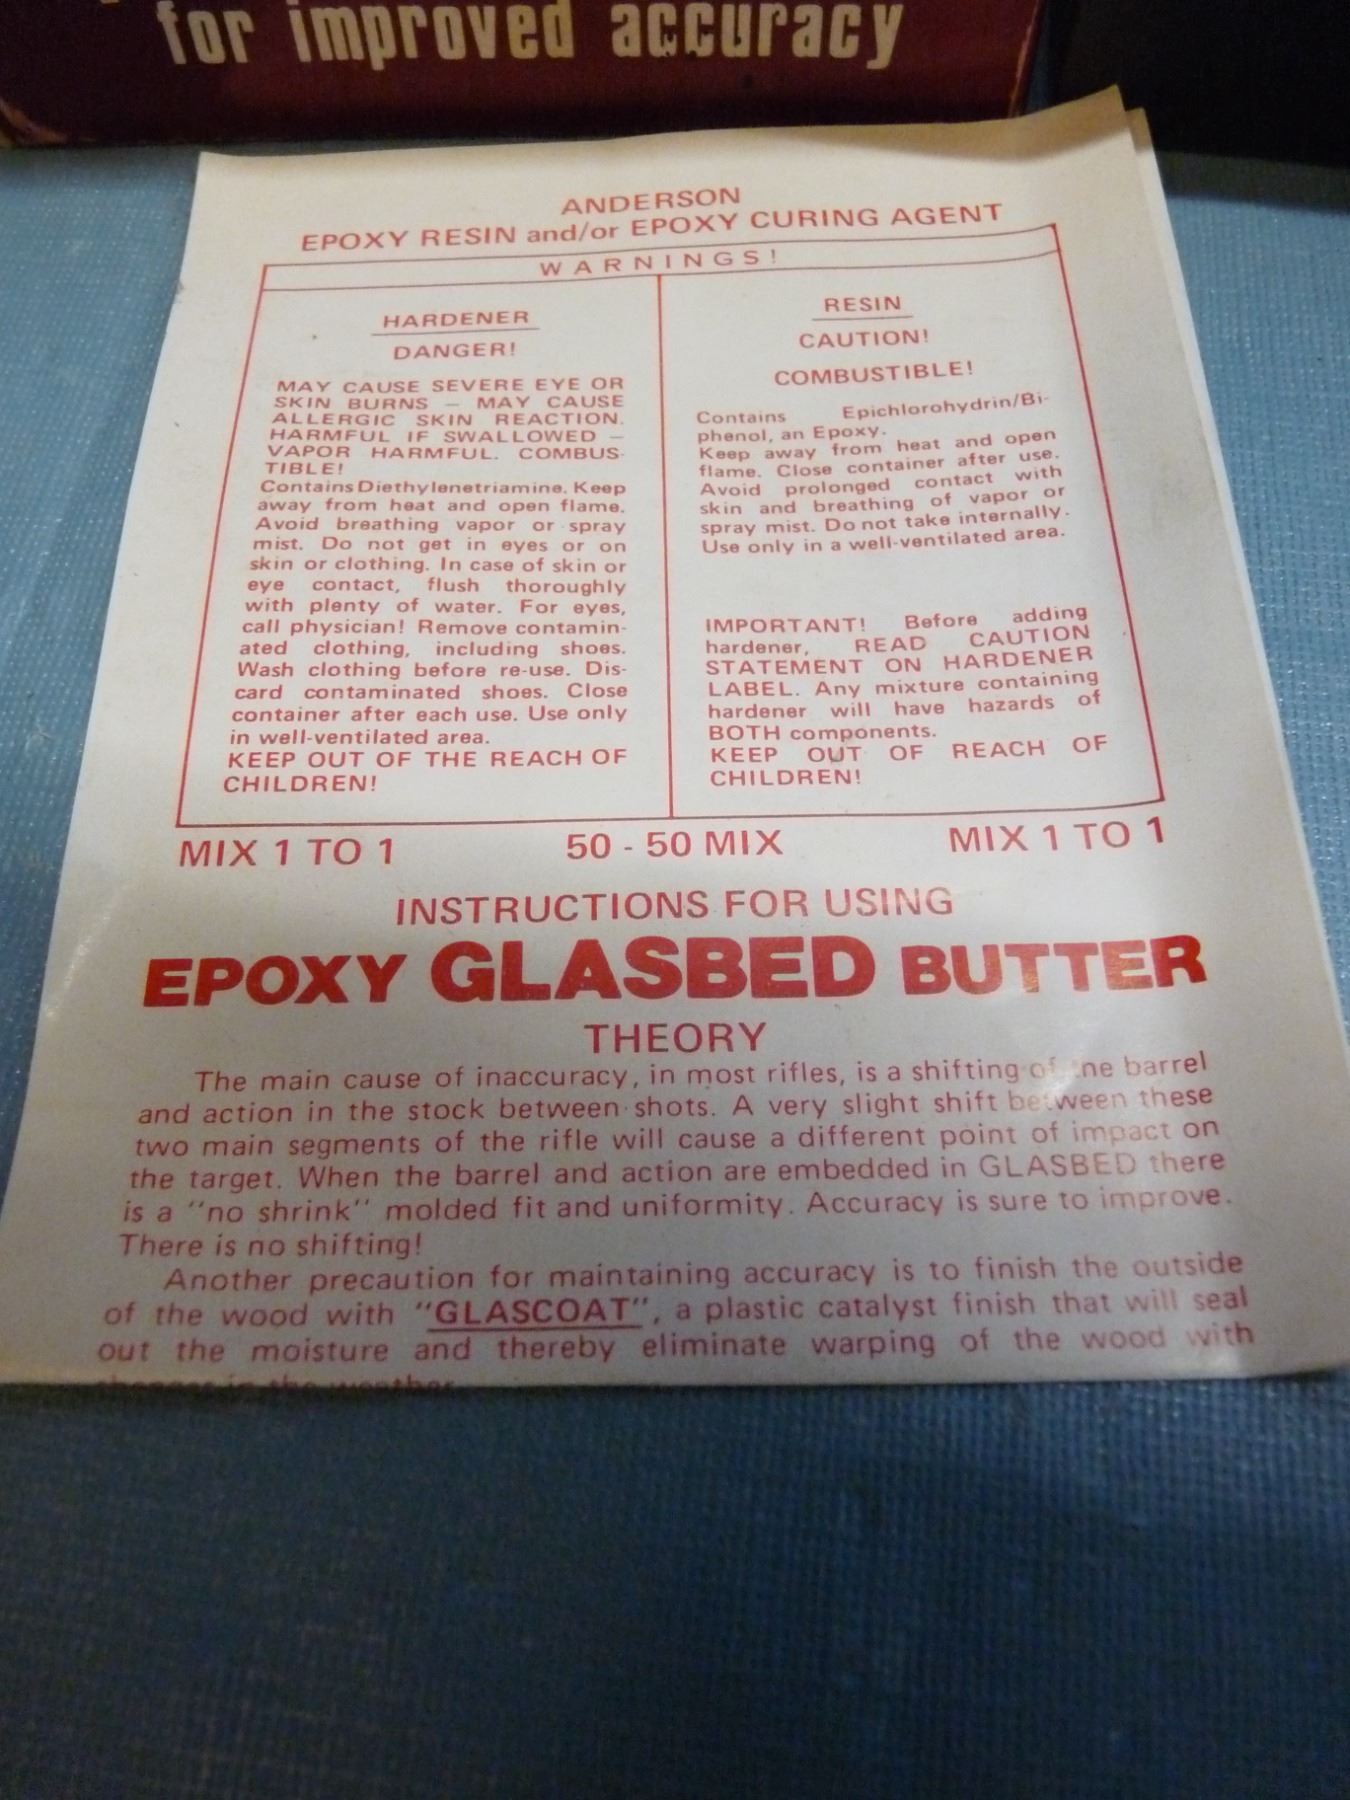 for improved accuracy
ANDERSON
EPOXY RESIN and/or EPOXY CURING AGENT
WARNINGS!
HARDENER
DANGER!
MAY CAUSE SEVERE EYE OR
SKIN BURNS – MAY CAUSE
ALLERGIC SKIN REACTION.
HARMFUL IF SWALLOWED –
VAPOR HARMFUL. COMBUS-
TIBLE!
Contains Diethylenetriamine. Keep
away from heat and open flame.
Avoid breathing vapor or spray
mist. Do not get in eyes or on
skin or clothing. In case of skin or
eye contact, flush thoroughly
with plenty of water. For eyes,
call physician! Remove contamin-
ated clothing, including shoes.
Wash clothing before re-use. Dis-
card contaminated shoes. Close
container after each use. Use only
in well-ventilated area.
KEEP OUT OF THE REACH OF
CHILDREN!
RESIN
CAUTION!
COMBUSTIBLE!
Contains Epichlorohydrin/Bi-
phenol, an Epoxy.
Keep away from heat and open
flame. Close container after use.
Avoid prolonged contact with
skin and breathing of vapor or
spray mist. Do not take internally.
Use only in a well-ventilated area.
IMPORTANT! Before adding
hardener, READ CAUTION
STATEMENT ON HARDENER
LABEL. Any mixture containing
hardener will have hazards of
BOTH components.
KEEP OUT OF REACH OF
CHILDREN!
MIX 1 TO 1 50 - 50 MIX MIX 1 TO 1
INSTRUCTIONS FOR USING
EPOXY GLASBED BUTTER
THEORY
The main cause of inaccuracy, in most rifles, is a shifting of the barrel
and action in the stock between shots. A very slight shift between these
two main segments of the rifle will cause a different point of impact on
the target. When the barrel and action are embedded in GLASBED there
is a "no shrink" molded fit and uniformity. Accuracy is sure to improve.
There is no shifting!
Another precaution for maintaining accuracy is to finish the outside
of the wood with "GLASCOAT", a plastic catalyst finish that will seal
out the moisture and thereby eliminate warping of the wood with
in the weather